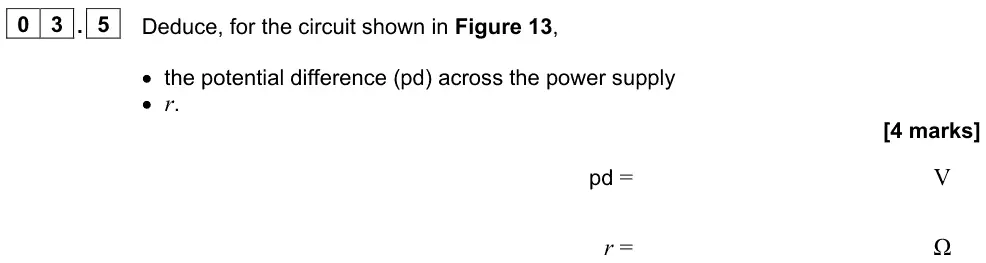 0 3 . 5 Deduce, for the circuit shown in Figure 13,
• the potential difference (pd) across the power supply
• r.
[4 marks]
pd = V
r = Ω